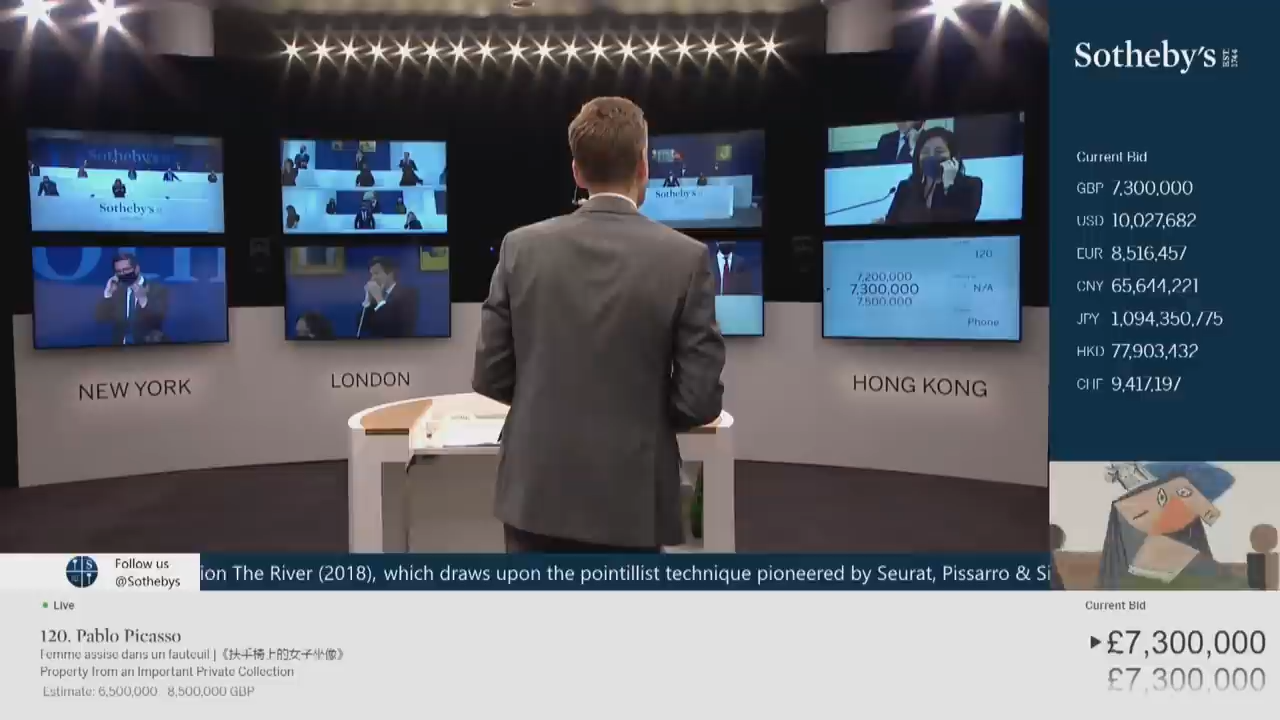 Sotheby's EST. 1744
Current Bid
GBP 7,300,000
USD 10,027,682
EUR 8,516,457
CNY 65,644,221
JPY 1,094,350,775
HKD 77,903,432
CHF 9,417,197
Sotheby's
Sotheby's
Sotheby's
120
7,200,000
7,300,000
N/A
7,500,000
Phone
NEW YORK
LONDON
HONG KONG
Follow us
@Sothebys
ion The River (2018), which draws upon the pointillist technique pioneered by Seurat, Pissarro & Si
Live
120. Pablo Picasso
Femme assise dans un fauteuil |《扶手椅上的女子坐像》
Property from an Important Private Collection
Estimate: 6,500,000 8,500,000 GBP
Current Bid
£7,300,000
£7,300,000